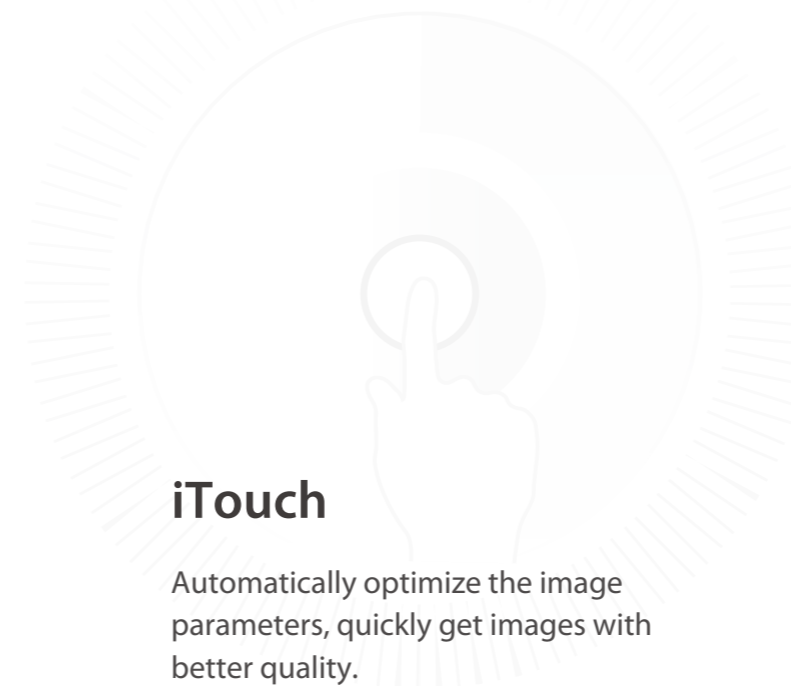 iTouch
Automatically optimize the image
parameters, quickly get images with
better quality.